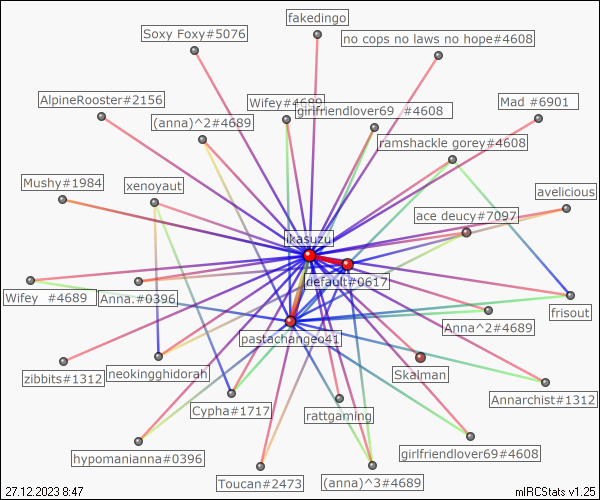 fakedingo
Soxy Foxy#5076
no cops no laws no hope#4608
AlpineRooster#2156
Wifey#4689
girlfriendlover69 #4608
Mad #6901
(anna)^2#4689
ramshackle gorey#4608
Mushy#1984
xenoyaut
avelicious
ace deucy#7097
ikasuzu
default#0617
Wifey #4689
Anna.#0396
frisout
Anna^2#4689
pastachangeo41
zibbits#1312
neokingghidorah
Skalman
Annarchist#1312
Cypha#1717
rattgaming
hypomanianna#0396
girlfriendlover69#4608
Toucan#2473
(anna)^3#4689
27.12.2023 8:47
mIRCStats v1.25